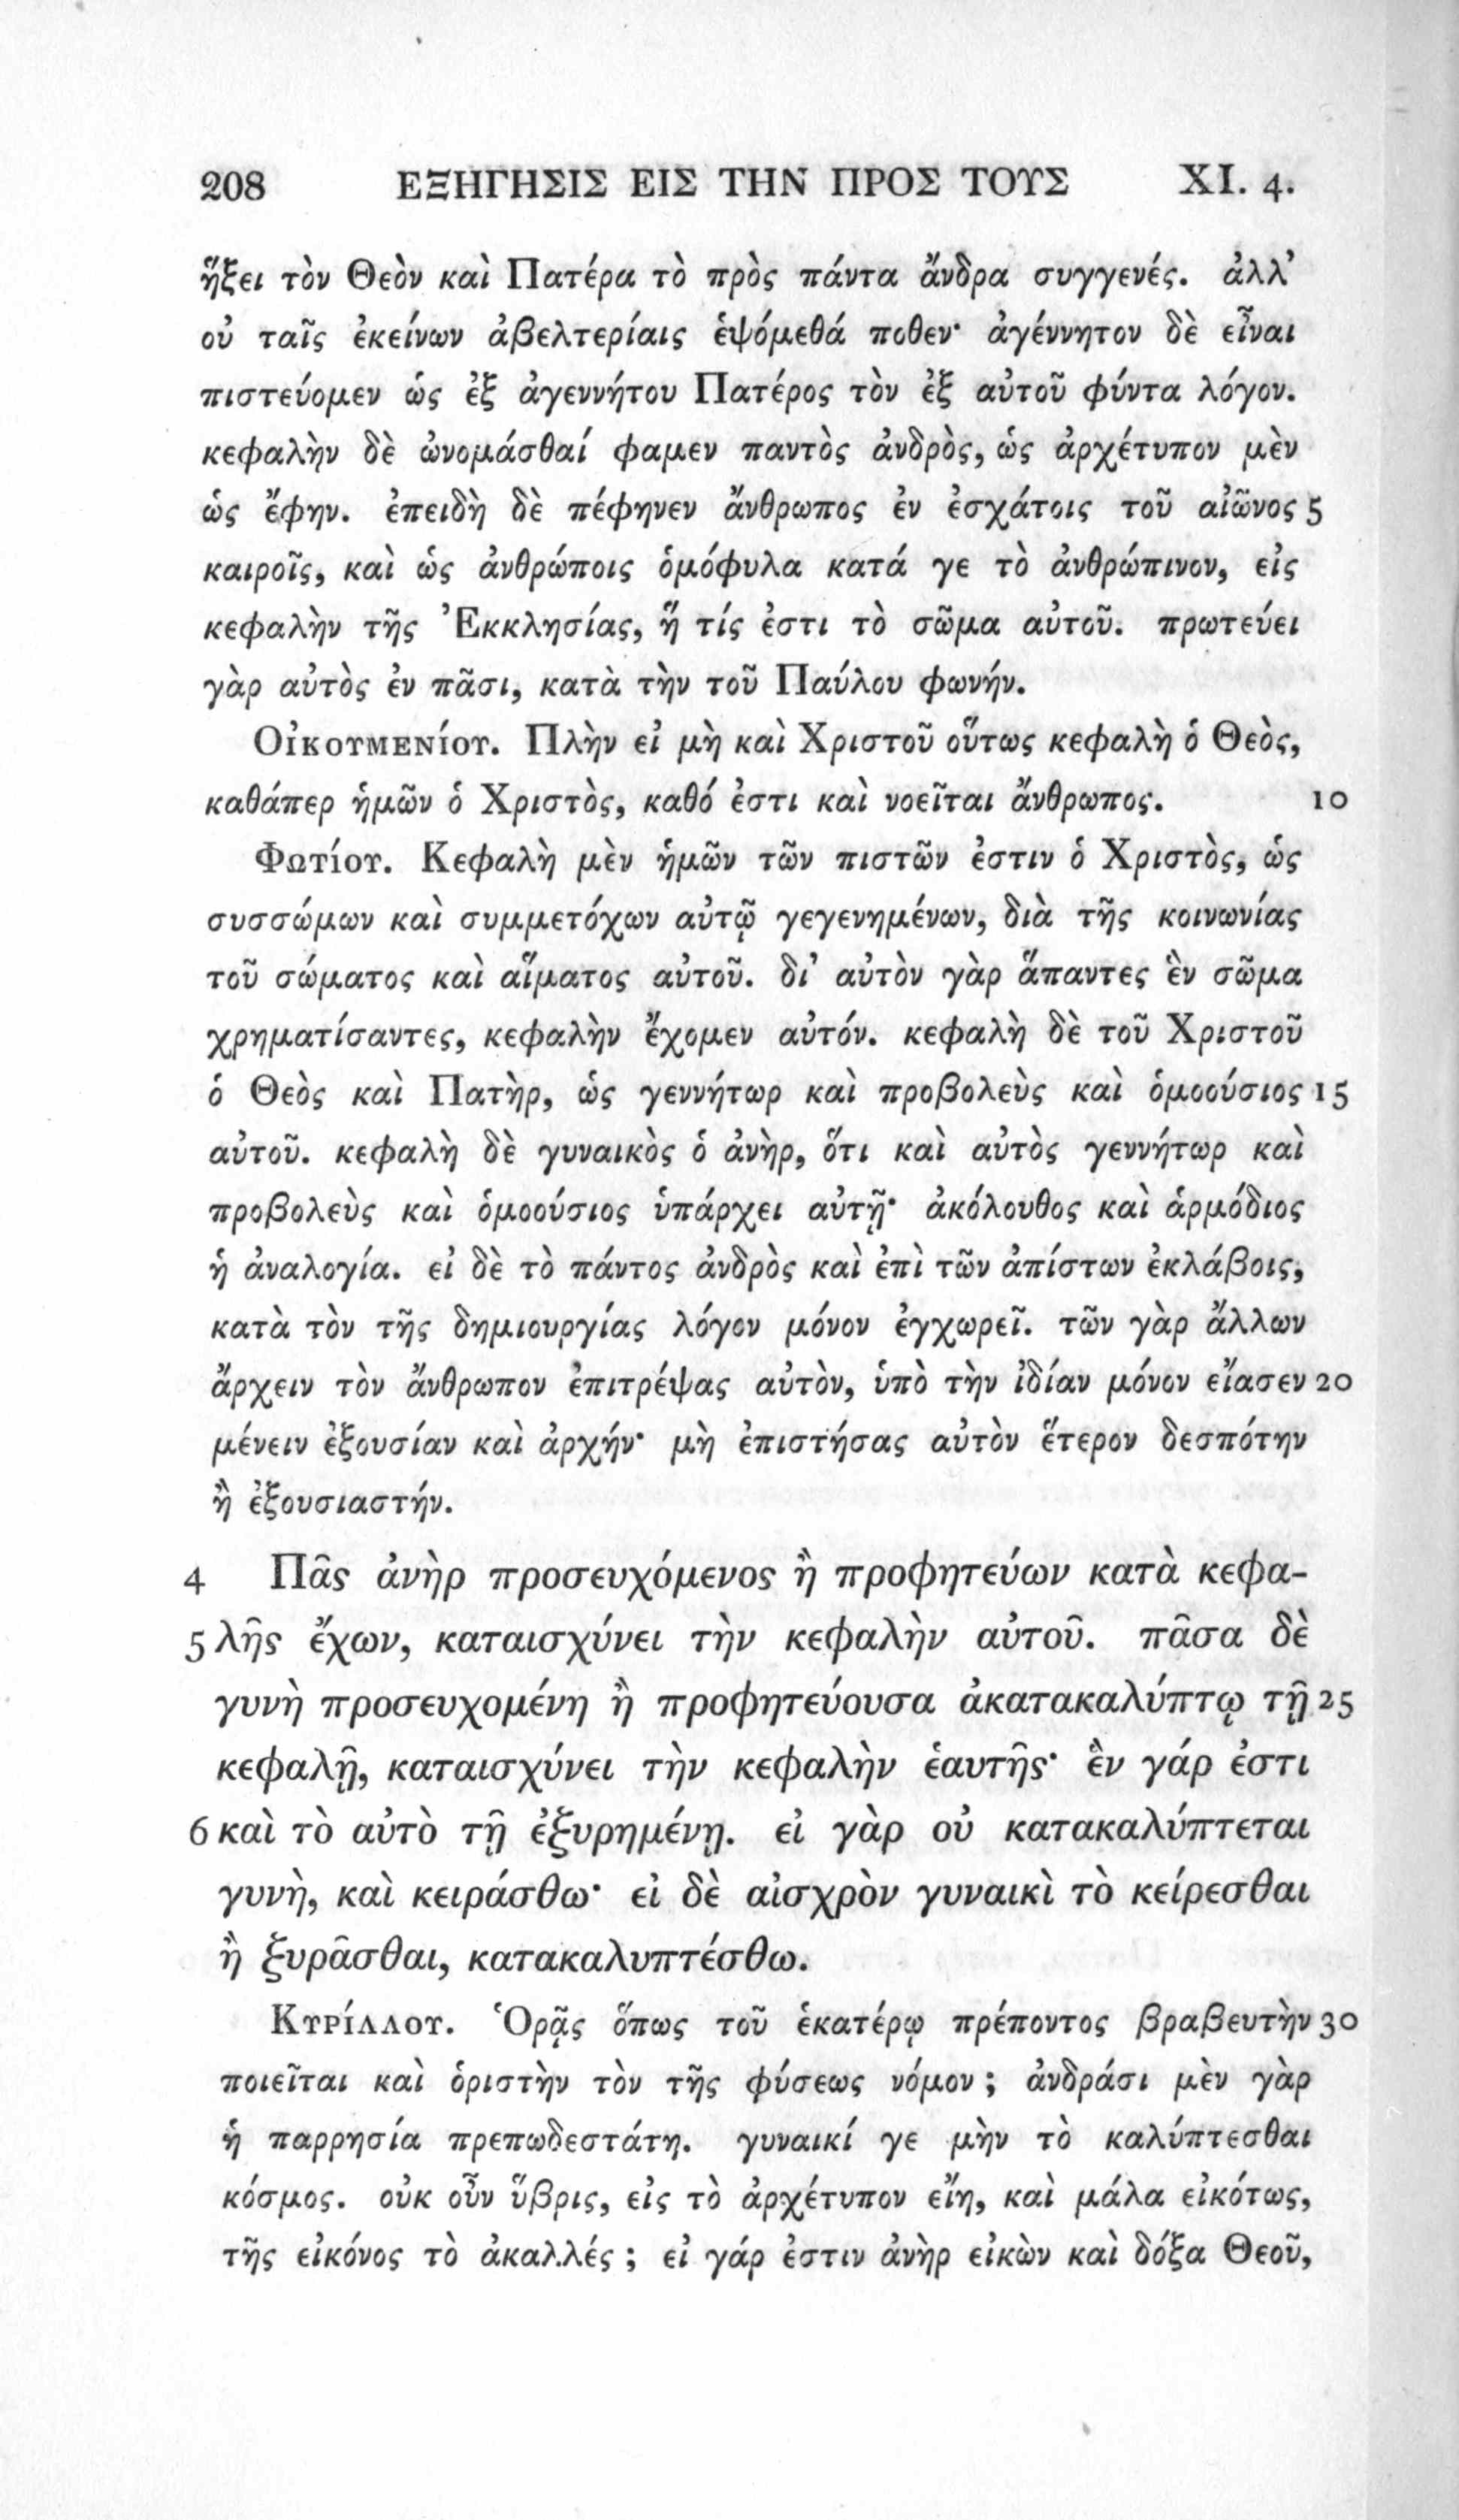 208 ΕΞΗΓΗΣΙΣ ΕΙΣ ΤΗΝ ΠΡΟΣ ΤΟΥΣ XI. 4.
ἥξει τὸν Θεὸν καὶ Πατέρα τὸ πρὸς πάντα ἄνδρα συγγενές. ἀλλ’
οὐ ταῖς ἐκείνων ἀβελτερίαις ἑψόμεθά ποθεν· ἀγέννητον δὲ εἶναι
πιστεύομεν ὡς ἐξ ἀγεννήτου Πατέρος τὸν ἐξ αὐτοῦ φύντα λόγον.
κεφαλὴν δὲ ὠνομάσθαί φαμεν παντὸς ἀνδρὸς, ὡς ἀρχέτυπον μὲν
ὡς ἔφην. ἐπειδὴ δὲ πέφηνεν ἄνθρωπος ἐν ἐσχάτοις τοῦ αἰῶνος 5
καιροῖς, καὶ ὡς ἀνθρώποις ὁμόφυλα κατά γε τὸ ἀνθρώπινον, εἰς
κεφαλὴν τῆς Ἐκκλησίας, ἥ τίς ἐστι τὸ σῶμα αὐτοῦ. πρωτεύει
γὰρ αὐτὸς ἐν πᾶσι, κατὰ τὴν τοῦ Παύλου φωνήν.
Οἰκουμενίου. Πλὴν εἰ μὴ καὶ Χριστοῦ οὕτως κεφαλὴ ὁ Θεὸς,
καθάπερ ἡμῶν ὁ Χριστὸς, καθό ἐστι καὶ νοεῖται ἄνθρωπος. 10
Φωτίου. Κεφαλὴ μὲν ἡμῶν τῶν πιστῶν ἐστιν ὁ Χριστὸς, ὡς
συσσώμων καὶ συμμετόχων αὐτῷ γεγενημένων, διὰ τῆς κοινωνίας
τοῦ σώματος καὶ αἵματος αὐτοῦ. δι’ αὐτὸν γὰρ ἅπαντες ἓν σῶμα
χρηματίσαντες, κεφαλὴν ἔχομεν αὐτόν. κεφαλὴ δὲ τοῦ Χριστοῦ
ὁ Θεὸς καὶ Πατὴρ, ὡς γεννήτωρ καὶ προβολεὺς καὶ ὁμοούσιος 15
αὐτοῦ. κεφαλὴ δὲ γυναικὸς ὁ ἀνὴρ, ὅτι καὶ αὐτὸς γεννήτωρ καὶ
προβολεὺς καὶ ὁμοούσιος ὑπάρχει αὐτῇ· ἀκόλουθος καὶ ἁρμόδιος
ἡ ἀναλογία. εἰ δὲ τὸ πάντος ἀνδρὸς καὶ ἐπὶ τῶν ἀπίστων ἐκλάβοις,
κατὰ τὸν τῆς δημιουργίας λόγον μόνον ἐγχωρεῖ. τῶν γὰρ ἄλλων
ἄρχειν τὸν ἄνθρωπον ἐπιτρέψας αὐτὸν, ὑπὸ τὴν ἰδίαν μόνον εἴασεν 20
μένειν ἐξουσίαν καὶ ἀρχήν· μὴ ἐπιστήσας αὐτὸν ἕτερον δεσπότην
ἢ ἐξουσιαστήν.
4 Πᾶς ἀνὴρ προσευχόμενος ἢ προφητεύων κατὰ κεφα-
5 λῆς ἔχων, καταισχύνει τὴν κεφαλὴν αὐτοῦ. πᾶσα δὲ
γυνὴ προσευχομένη ἢ προφητεύουσα ἀκατακαλύπτῳ τῇ 25
κεφαλῇ, καταισχύνει τὴν κεφαλὴν ἑαυτῆς· ἓν γάρ ἐστι
6 καὶ τὸ αὐτὸ τῇ ἐξυρημένῃ. εἰ γὰρ οὐ κατακαλύπτεται
γυνὴ, καὶ κειράσθω· εἰ δὲ αἰσχρὸν γυναικὶ τὸ κείρεσθαι
ἢ ξυρᾶσθαι, κατακαλυπτέσθω.
Κυρίλλου. Ὁρᾷς ὅπως τοῦ ἑκατέρῳ πρέποντος βραβευτὴν 30
ποιεῖται καὶ ὁριστὴν τὸν τῆς φύσεως νόμον ; ἀνδράσι μὲν γὰρ
ἡ παρρησία πρεπωδεστάτη. γυναικί γε μὴν τὸ καλύπτεσθαι
κόσμος. οὐκ οὖν ὕβρις, εἰς τὸ ἀρχέτυπον εἴη, καὶ μάλα εἰκότως,
τῆς εἰκόνος τὸ ἀκαλλές ; εἰ γάρ ἐστιν ἀνὴρ εἰκὼν καὶ δόξα Θεοῦ,